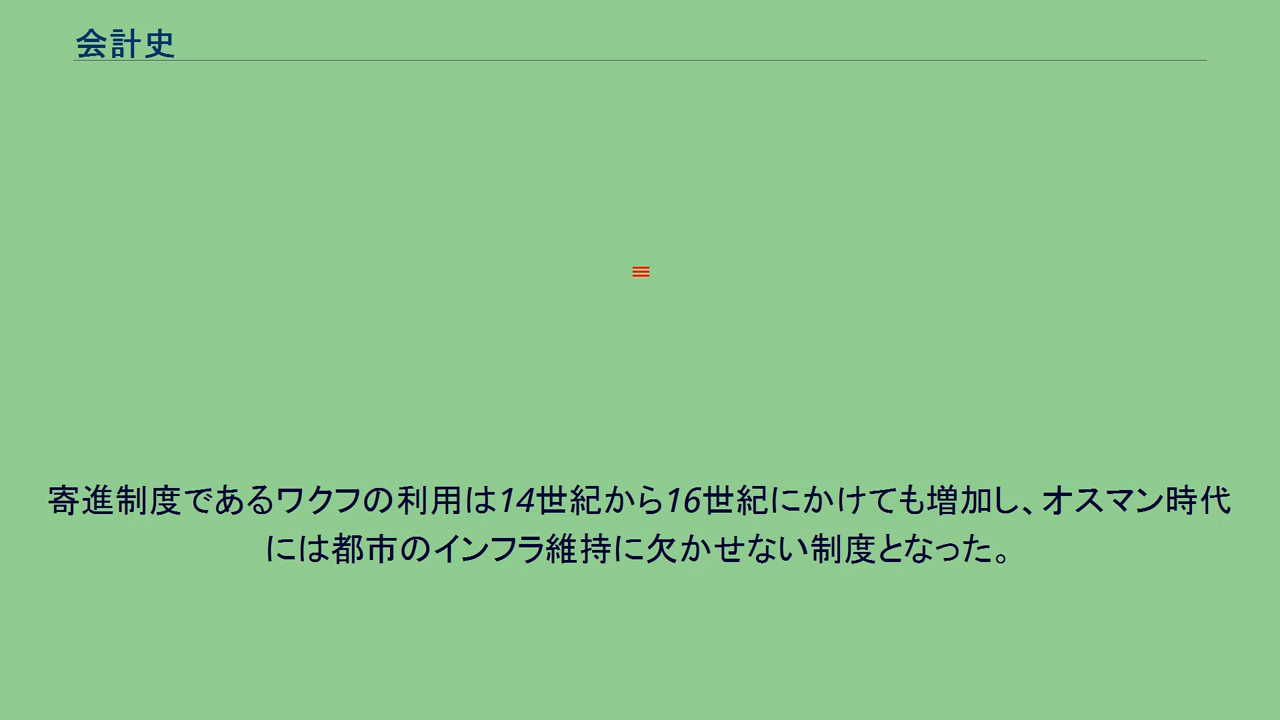 会計史
寄進制度であるワクフの利用は14世紀から16世紀にかけても増加し、オスマン時代
には都市のインフラ維持に欠かせない制度となった。